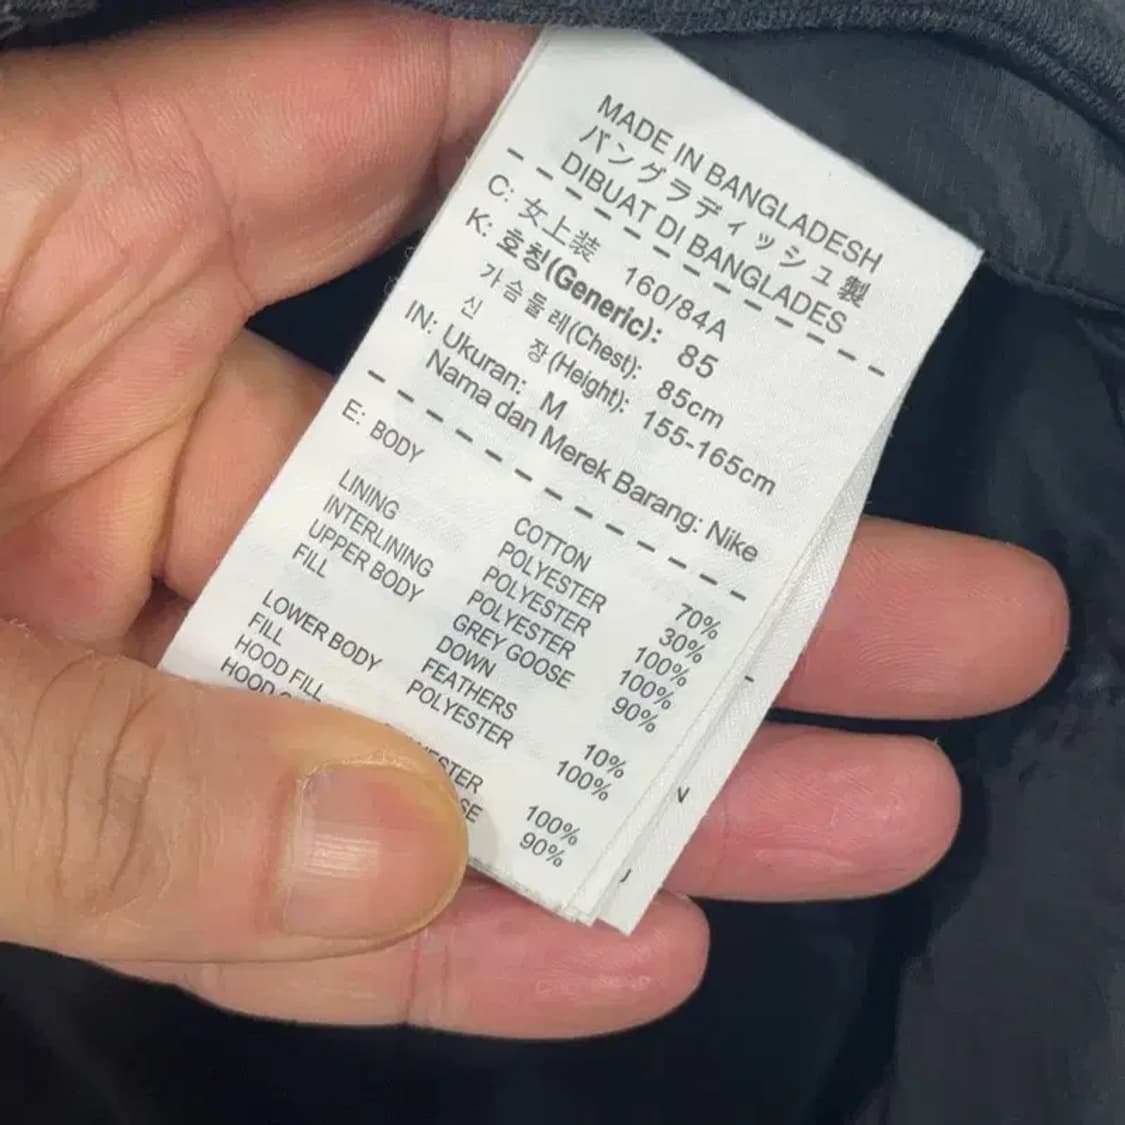 MADE IN BANGLADESH
バングラディッシュ製
DIBUAT DI BANGLADES
C: 女上装 160/84A
K: 호칭(Generic): 85
가슴둘레(Chest): 85cm
신 장(Height): 155-165cm
IN: Ukuran: M
Nama dan Merek Barang: Nike
E: BODY COTTON 70%
POLYESTER 30%
LINING POLYESTER 100%
INTERLINING POLYESTER 100%
UPPER BODY GREY GOOSE 90%
FILL DOWN
FEATHERS 10%
LOWER BODY POLYESTER 100%
FILL
HOOD FILL 100%
HOOD 90%